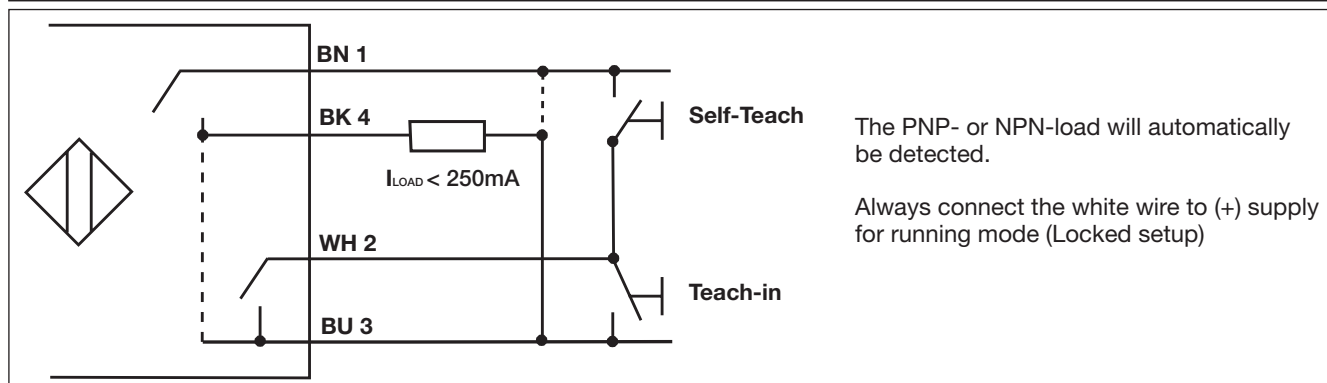 BN 1
BK 4
Self-Teach
ILOAD < 250mA
The PNP- or NPN-load will automatically
be detected.
Always connect the white wire to (+) supply
for running mode (Locked setup)
WH 2
Teach-in
BU 3